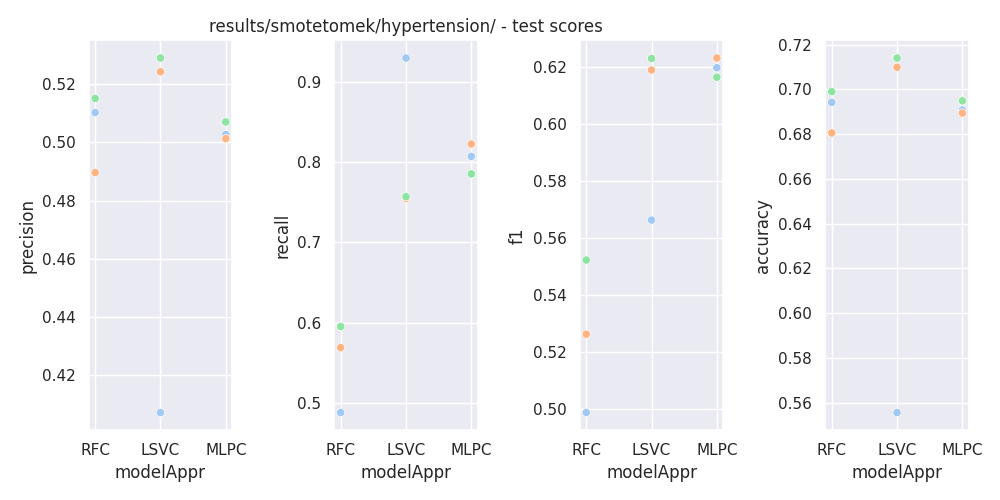 results/smotetomek/hypertension/ - test scores
precision
0.52
0.50
0.48
0.46
0.44
0.42
RFC LSVC MLPC
modelAppr
recall
0.9
0.8
0.7
0.6
0.5
RFC LSVC MLPC
modelAppr
f1
0.62
0.60
0.58
0.56
0.54
0.52
0.50
RFC LSVC MLPC
modelAppr
accuracy
0.72
0.70
0.68
0.66
0.64
0.62
0.60
0.58
0.56
RFC LSVC MLPC
modelAppr